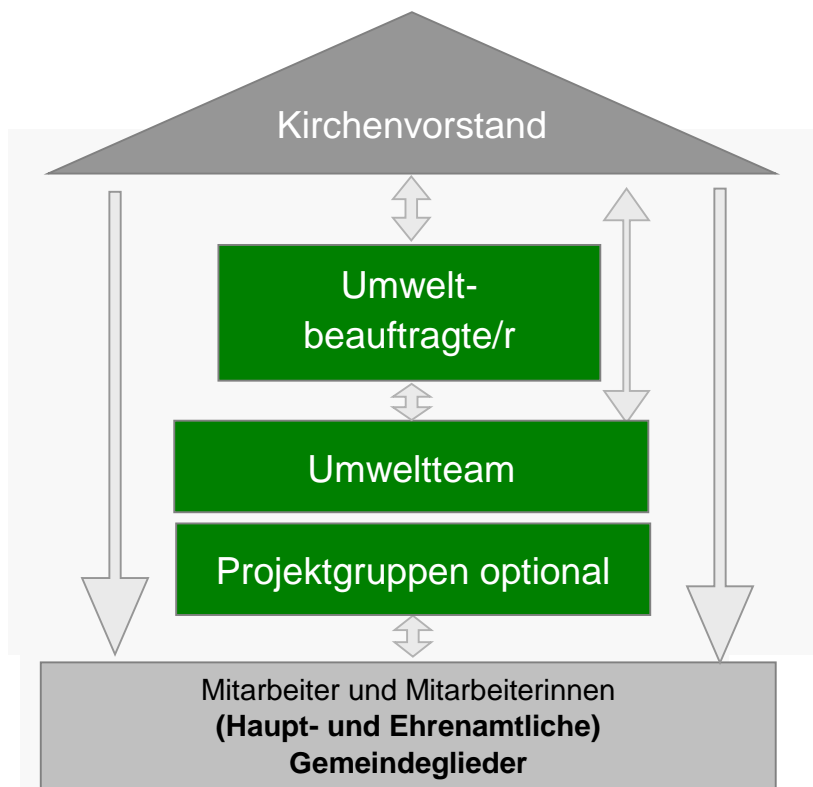 Kirchenvorstand
Umwelt-
beauftragte/r
Umweltteam
Projektgruppen optional
Mitarbeiter und Mitarbeiterinnen
(Haupt- und Ehrenamtliche)
Gemeindeglieder